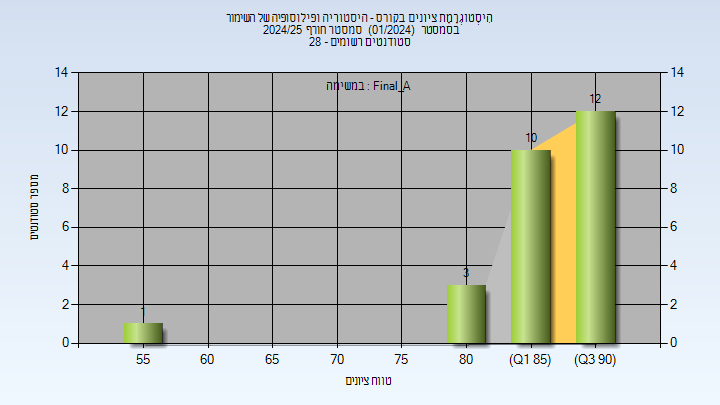 היסטוגרמת ציונים בקורס - היסטוריה ופילוסופיה של השימור
בסמסטר (01/2024) סמסטר חורף 2024/25
סטודנטים רשומים - 28
במשימה : Final_A
מספר סטודנטים
14 14
12 12
10 10
8 8
6 6
4 4
2 2
0 0
1 3 10 12
55 60 65 70 75 80 (Q1 85) (Q3 90)
טווח ציונים